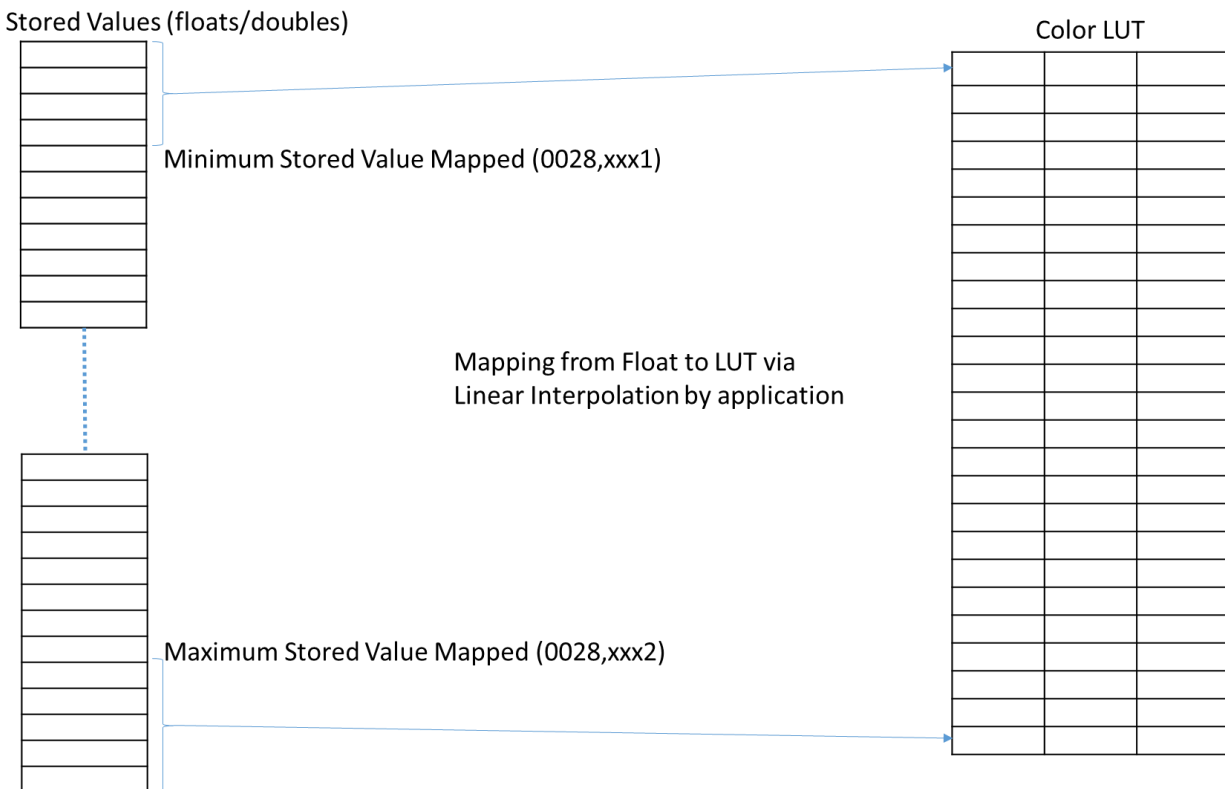 Stored Values (floats/doubles)
Color LUT
Minimum Stored Value Mapped (0028,xxx1)
Mapping from Float to LUT via
Linear Interpolation by application
Maximum Stored Value Mapped (0028,xxx2)